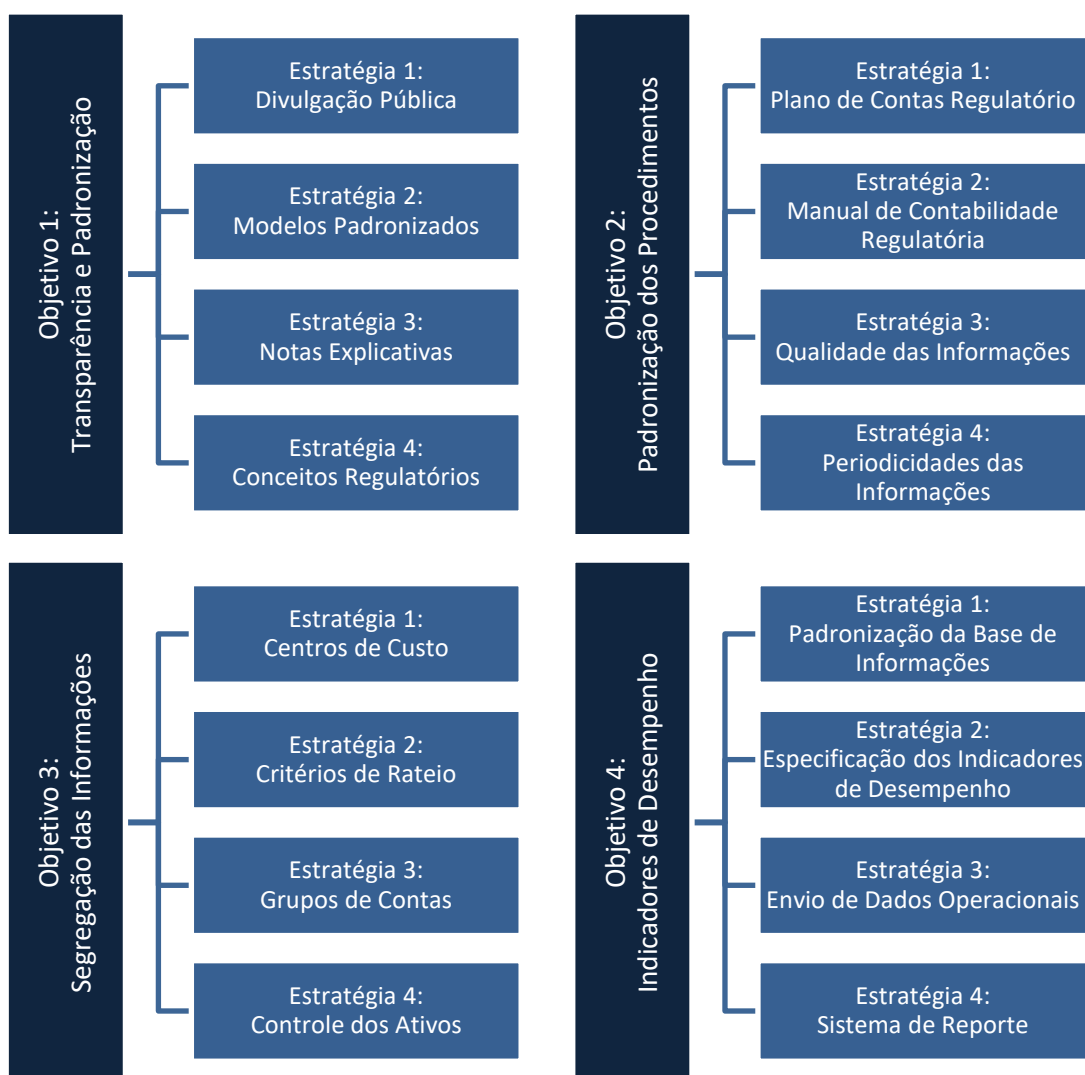 Objetivo 1:
Transparência e Padronização
Estratégia 1:
Divulgação Pública
Estratégia 2:
Modelos Padronizados
Estratégia 3:
Notas Explicativas
Estratégia 4:
Conceitos Regulatórios
Objetivo 2:
Padronização dos Procedimentos
Estratégia 1:
Plano de Contas Regulatório
Estratégia 2:
Manual de Contabilidade
Regulatória
Estratégia 3:
Qualidade das Informações
Estratégia 4:
Periodicidades das
Informações
Objetivo 3:
Segregação das Informações
Estratégia 1:
Centros de Custo
Estratégia 2:
Critérios de Rateio
Estratégia 3:
Grupos de Contas
Estratégia 4:
Controle dos Ativos
Objetivo 4:
Indicadores de Desempenho
Estratégia 1:
Padronização da Base de
Informações
Estratégia 2:
Especificação dos Indicadores
de Desempenho
Estratégia 3:
Envio de Dados Operacionais
Estratégia 4:
Sistema de Reporte